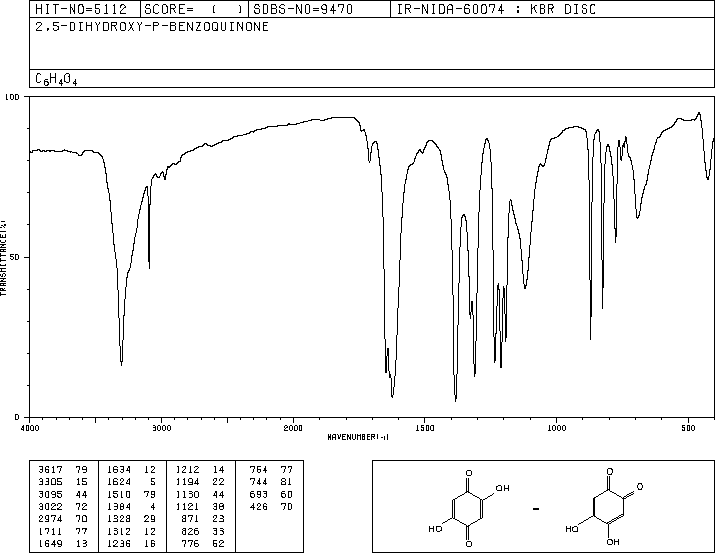 HIT-NO=5112 SCORE= ( ) SDBS-NO=9470 IR-NIDA-60074 : KBR DISC
2,5-DIHYDROXY-P-BENZOQUINONE
C6H4O4
100
50
0
TRANSMITTANCE(%)
4000 3000 2000 1500 1000 500
WAVENUMBER(-1)
3617 79 1634 12 1212 14 764 77
3305 15 1624 5 1194 22 744 81
3095 44 1510 79 1130 44 693 60
3022 72 1384 4 1121 38 426 70
2974 70 1328 29 871 23
1711 77 1312 12 826 33
1649 13 1236 16 776 52
O O
OH O
HO HO
O OH